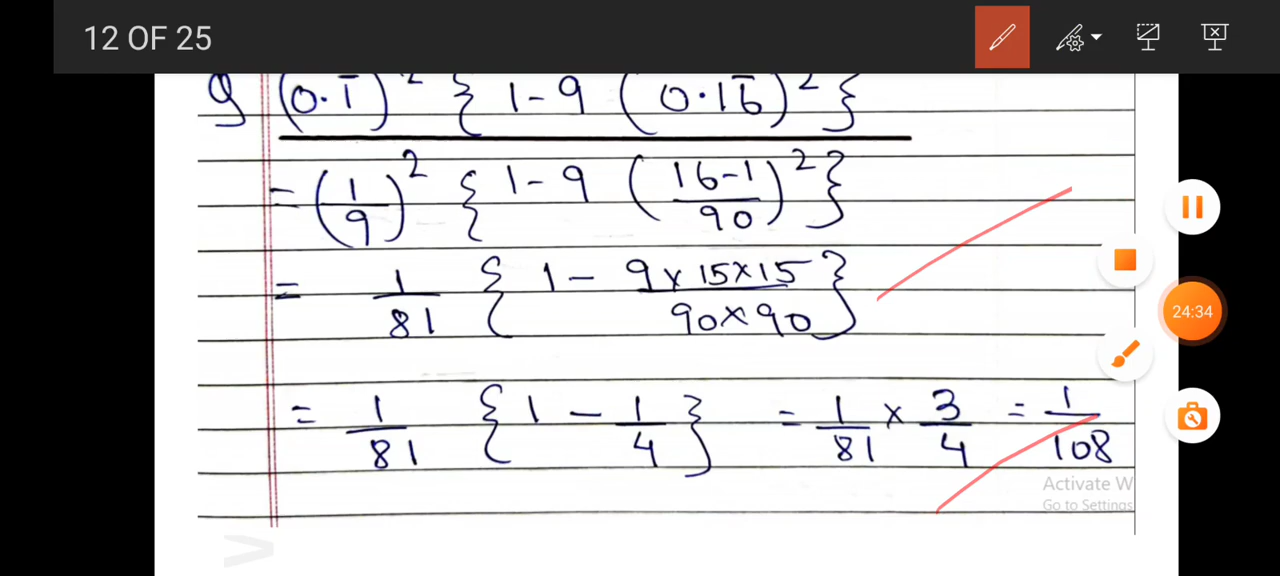 12 OF 25
9 (0.1̄)² { 1 - 9 ( 0.16̄ )² }
= (1/9)² { 1 - 9 ( 16-1/90 )² }
= 1/81 { 1 - 9×15×15/90×90 }
24:34
= 1/81 { 1 - 1/4 } = 1/81 × 3/4 = 1/108
Activate W
Go to Settings